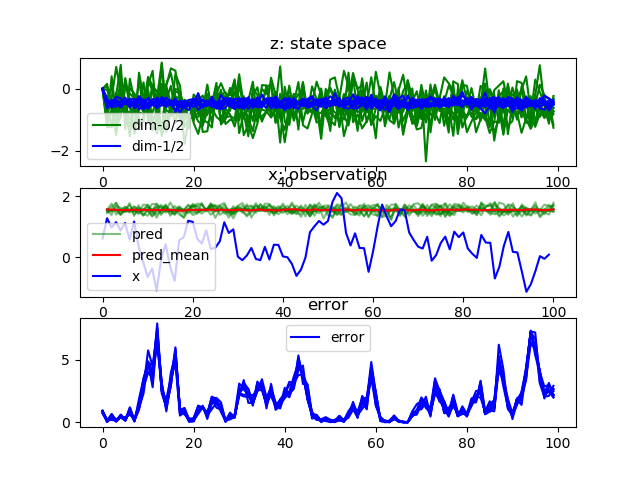 z: state space
0
−2
dim-0/2
dim-1/2
0 20 40 60 80 100
x: observation
2
0
pred
pred_mean
x
0 20 40 60 80 100
error
5
0
error
0 20 40 60 80 100